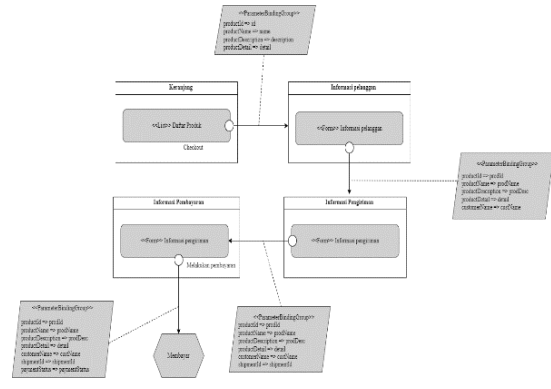 <<ParameterBindingGroup>>
productId => id
productName => name
productDescription => description
productDetail => detail
Keranjang
<<List>> Daftar Produk
Checkout
Informasi pelanggan
<<Form>> Informasi pelanggan
<<ParameterBindingGroup>>
productId => prodId
productName => prodName
productDescription => prodDesc
productDetail => detail
customerName => custName
Informasi Pembayaran
<<Form>> Informasi pengiriman
Melakukan pembayaran
Informasi Pengiriman
<<Form>> Informasi pengiriman
<<ParameterBindingGroup>>
productId => prodId
productName => prodName
productDescription => prodDesc
productDetail => detail
customerName => custName
shipmentId => shipmentId
paymentStatus => paymentStatus
Membayar
<<ParameterBindingGroup>>
productId => prodId
productName => prodName
productDescription => prodDesc
productDetail => detail
customerName => custName
shipmentId => shipmentId